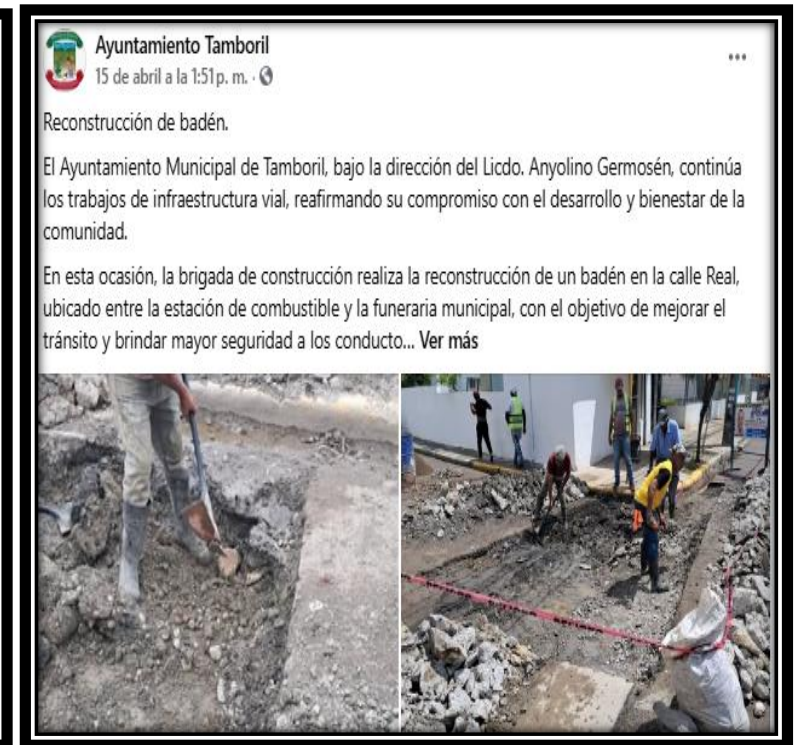 Ayuntamiento Tamboril
15 de abril a la 1:51 p. m. ·
Reconstrucción de badén.
El Ayuntamiento Municipal de Tamboril, bajo la dirección del Licdo. Anyolino Germosén, continúa
los trabajos de infraestructura vial, reafirmando su compromiso con el desarrollo y bienestar de la
comunidad.
En esta ocasión, la brigada de construcción realiza la reconstrucción de un badén en la calle Real,
ubicado entre la estación de combustible y la funeraria municipal, con el objetivo de mejorar el
tránsito y brindar mayor seguridad a los conducto... Ver más